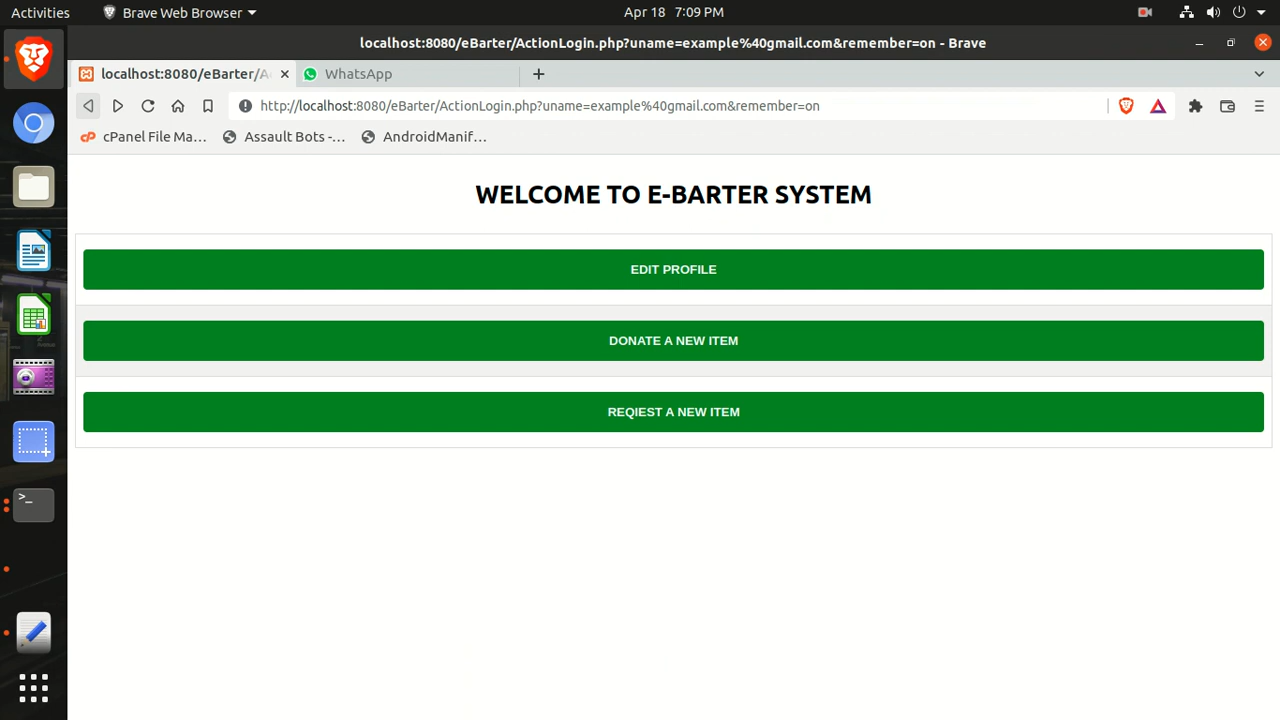 Activities
Brave Web Browser
Apr 18 7:09 PM
localhost:8080/eBarter/ActionLogin.php?uname=example%40gmail.com&remember=on - Brave
localhost:8080/eBarter/A
WhatsApp
http://localhost:8080/eBarter/ActionLogin.php?uname=example%40gmail.com&remember=on
cPanel File Ma…
Assault Bots -…
AndroidManif…
WELCOME TO E-BARTER SYSTEM
EDIT PROFILE
DONATE A NEW ITEM
REQIEST A NEW ITEM